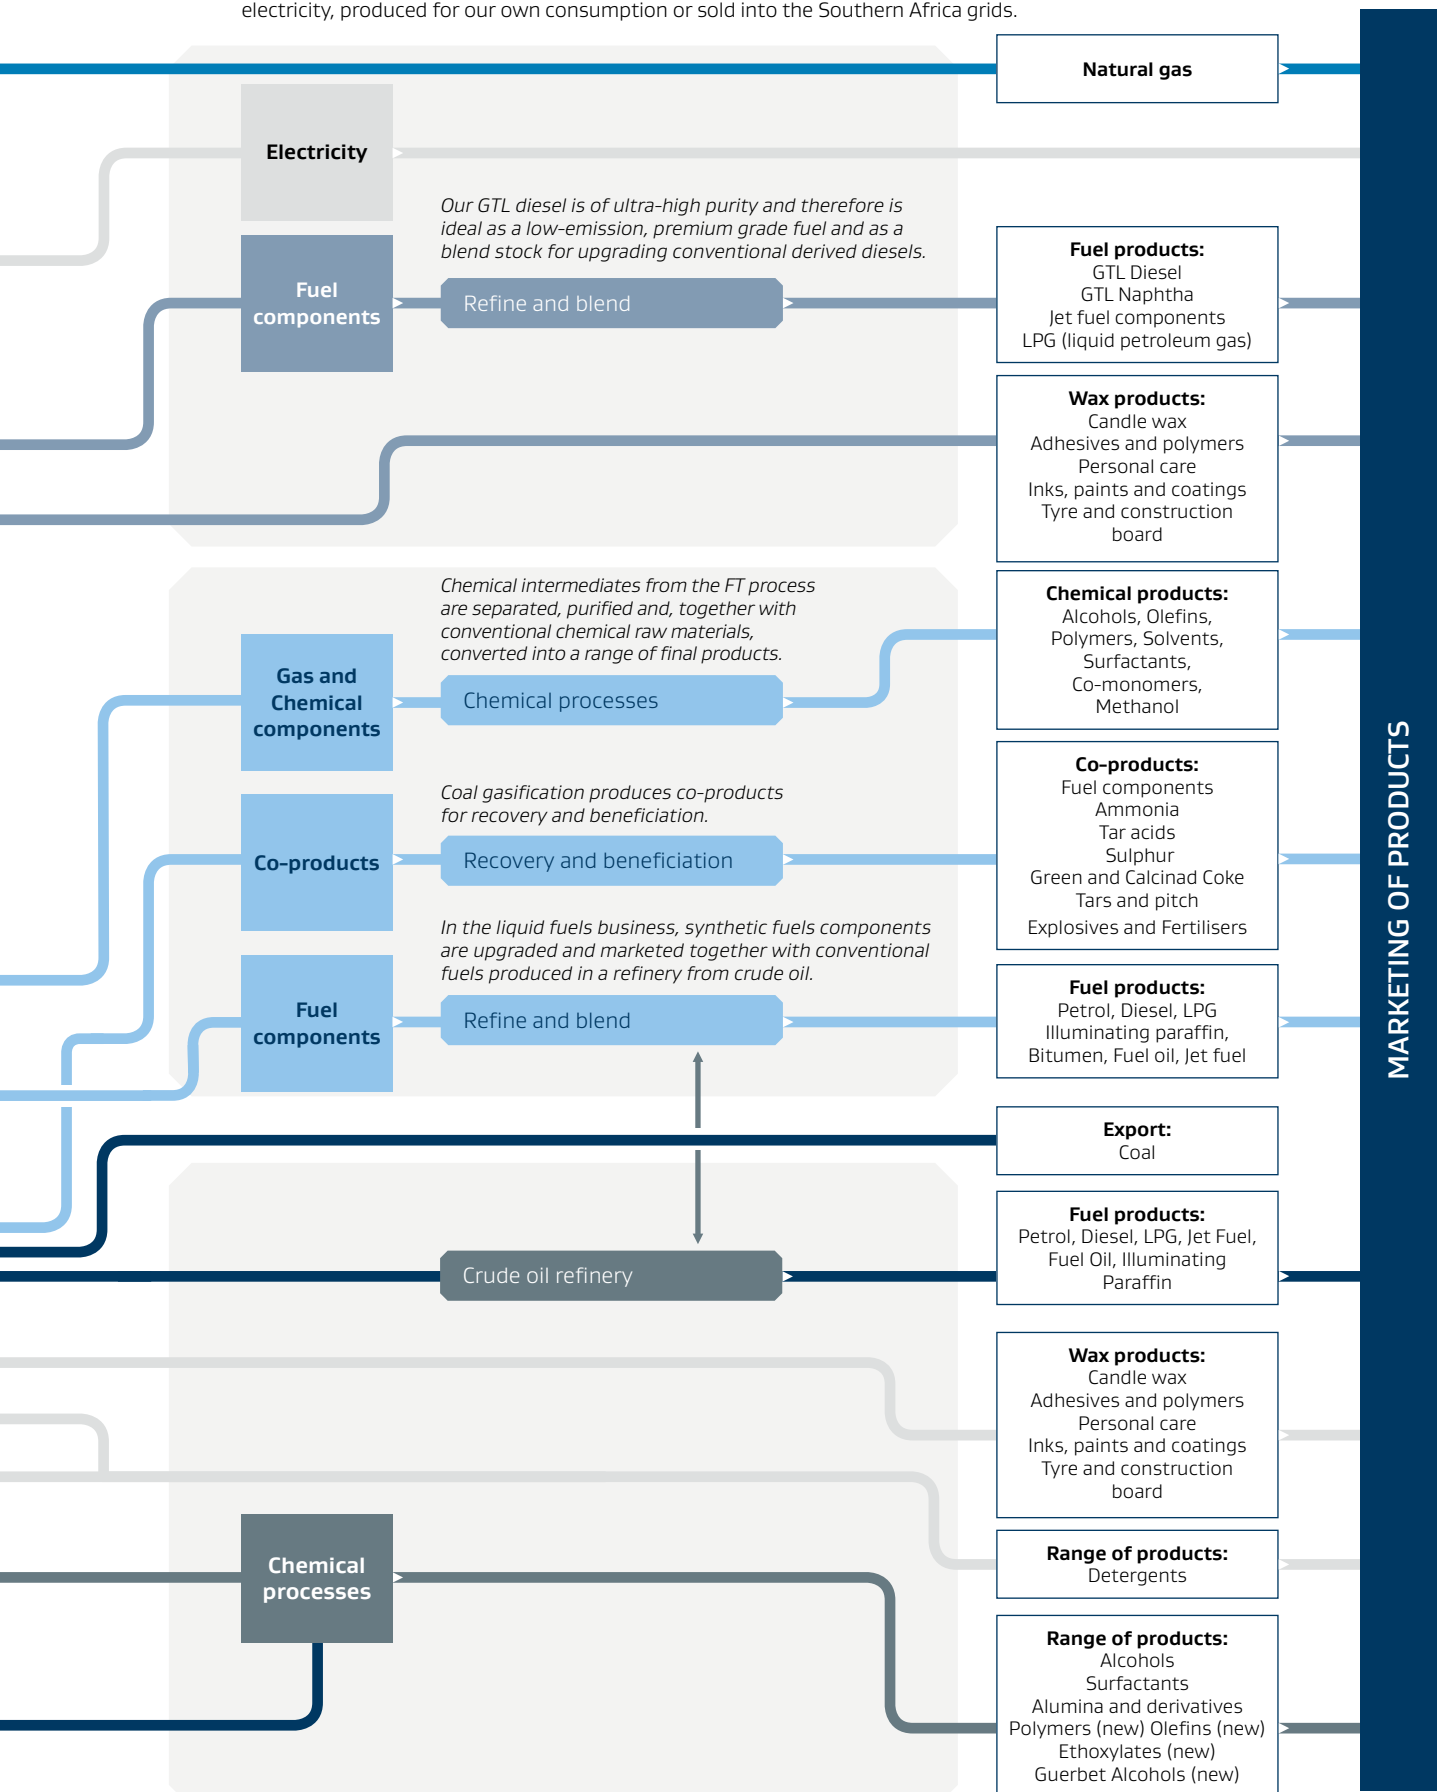 electricity, produced for our own consumption or sold into the Southern Africa grids.
Natural gas
Electricity
Our GTL diesel is of ultra-high purity and therefore is
ideal as a low-emission, premium grade fuel and as a
blend stock for upgrading conventional derived diesels.
Fuel
components
Refine and blend
Fuel products:
GTL Diesel
GTL Naphtha
Jet fuel components
LPG (liquid petroleum gas)
Wax products:
Candle wax
Adhesives and polymers
Personal care
Inks, paints and coatings
Tyre and construction
board
Chemical intermediates from the FT process
are separated, purified and, together with
conventional chemical raw materials,
converted into a range of final products.
Gas and
Chemical
components
Chemical processes
Chemical products:
Alcohols, Olefins,
Polymers, Solvents,
Surfactants,
Co-monomers,
Methanol
Coal gasification produces co-products
for recovery and beneficiation.
Co-products
Recovery and beneficiation
Co-products:
Fuel components
Ammonia
Tar acids
Sulphur
Green and Calcinad Coke
Tars and pitch
Explosives and Fertilisers
In the liquid fuels business, synthetic fuels components
are upgraded and marketed together with conventional
fuels produced in a refinery from crude oil.
Fuel
components
Refine and blend
Fuel products:
Petrol, Diesel, LPG
Illuminating paraffin,
Bitumen, Fuel oil, Jet fuel
Export:
Coal
Crude oil refinery
Fuel products:
Petrol, Diesel, LPG, Jet Fuel,
Fuel Oil, Illuminating
Paraffin
Wax products:
Candle wax
Adhesives and polymers
Personal care
Inks, paints and coatings
Tyre and construction
board
Range of products:
Detergents
Chemical
processes
Range of products:
Alcohols
Surfactants
Alumina and derivatives
Polymers (new) Olefins (new)
Ethoxylates (new)
Guerbet Alcohols (new)
MARKETING OF PRODUCTS